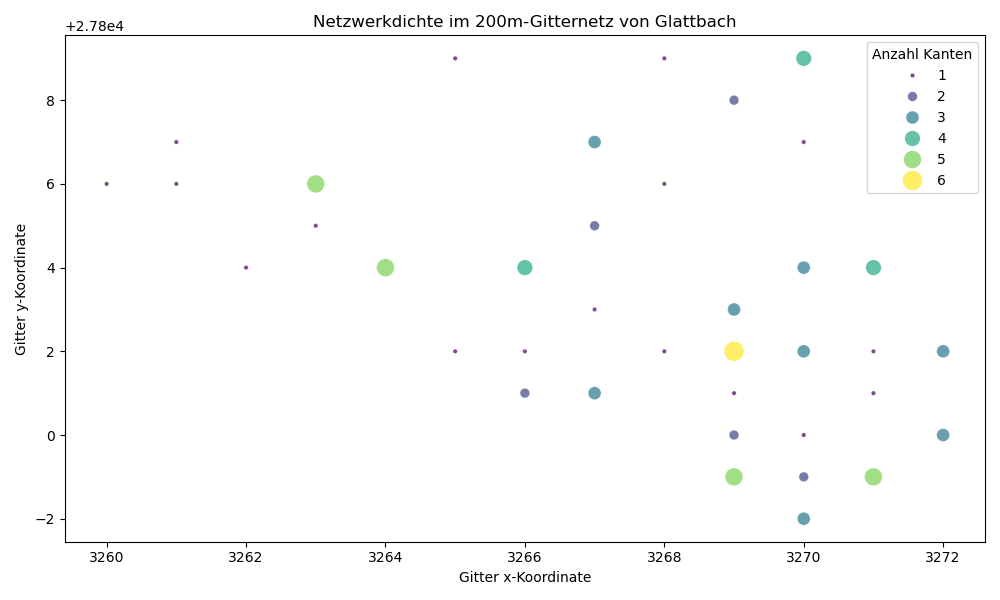 Netzwerkdichte im 200m-Gitternetz von Glattbach
+2.78e4
Anzahl Kanten
1
2
3
4
5
6
Gitter y-Koordinate
8
6
4
2
0
−2
3260 3262 3264 3266 3268 3270 3272
Gitter x-Koordinate